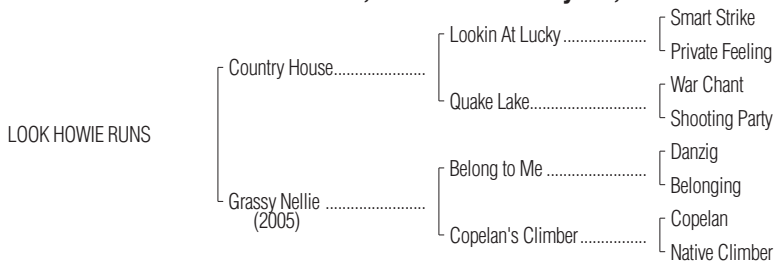 Smart Strike
Lookin At Lucky
Private Feeling
Country House
War Chant
Quake Lake
Shooting Party
LOOK HOWIE RUNS
Danzig
Belong to Me
Belonging
Grassy Nellie
(2005)
Copelan
Copelan's Climber
Native Climber